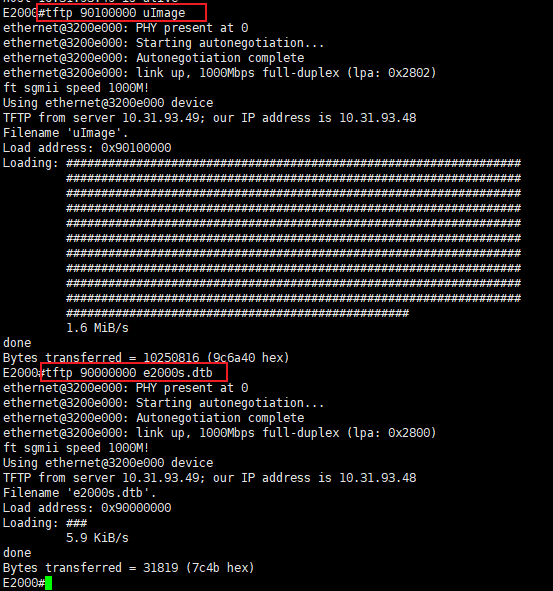 E2000#tftp 90100000 uImage
ethernet@3200e000: PHY present at 0
ethernet@3200e000: Starting autonegotiation...
ethernet@3200e000: Autonegotiation complete
ethernet@3200e000: link up, 1000Mbps full-duplex (lpa: 0x2802)
ft sgmii speed 1000M!
Using ethernet@3200e000 device
TFTP from server 10.31.93.49; our IP address is 10.31.93.48
Filename 'uImage'.
Load address: 0x90100000
Loading: #################################################################
#################################################################
#################################################################
#################################################################
#################################################################
#################################################################
#################################################################
#################################################################
#################################################################
#################################################################
#################################################
1.6 MiB/s
done
Bytes transferred = 10250816 (9c6a40 hex)
E2000#tftp 90000000 e2000s.dtb
ethernet@3200e000: PHY present at 0
ethernet@3200e000: Starting autonegotiation...
ethernet@3200e000: Autonegotiation complete
ethernet@3200e000: link up, 1000Mbps full-duplex (lpa: 0x2800)
ft sgmii speed 1000M!
Using ethernet@3200e000 device
TFTP from server 10.31.93.49; our IP address is 10.31.93.48
Filename 'e2000s.dtb'.
Load address: 0x90000000
Loading: ###
5.9 KiB/s
done
Bytes transferred = 31819 (7c4b hex)
E2000#